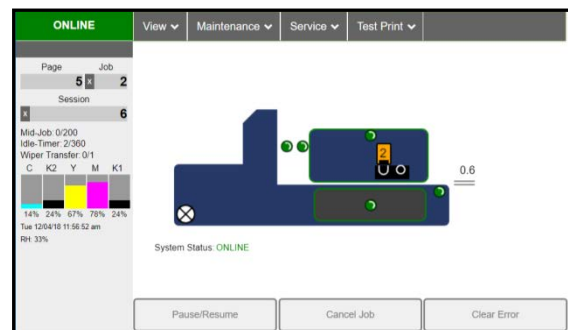 ONLINE
View Maintenance Service Test Print
Page Job
5 x 2
Session
x 6
Mid-Job: 0/200
Idle-Timer: 2/360
Wiper Transfer: 0/1
C K2 Y M K1
14% 24% 67% 78% 24%
Tue 12/04/18 11:56:52 am
RH: 33%
2
0.6
System Status: ONLINE
Pause/Resume Cancel Job Clear Error